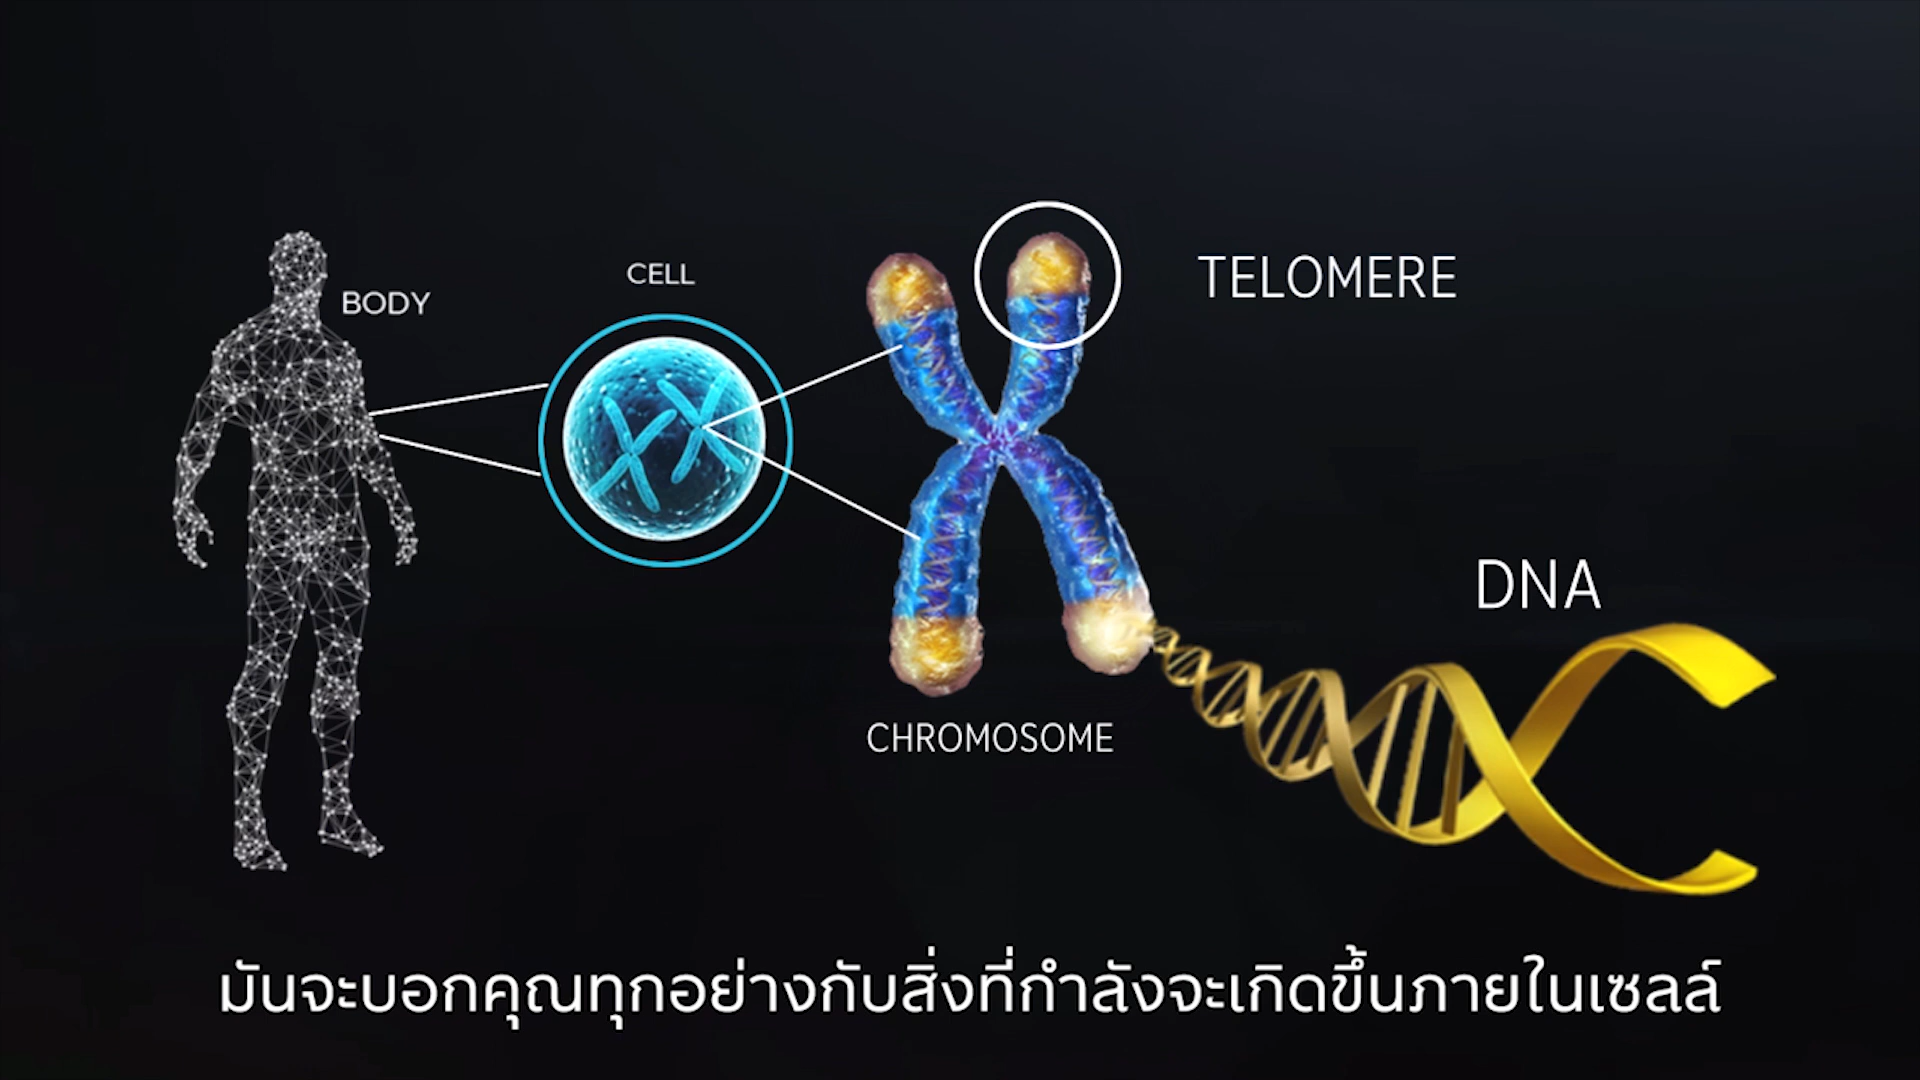 BODY
CELL
TELOMERE
DNA
CHROMOSOME
มันจะบอกคุณทุกอย่างกับสิ่งที่กำลังจะเกิดขึ้นภายในเซลล์